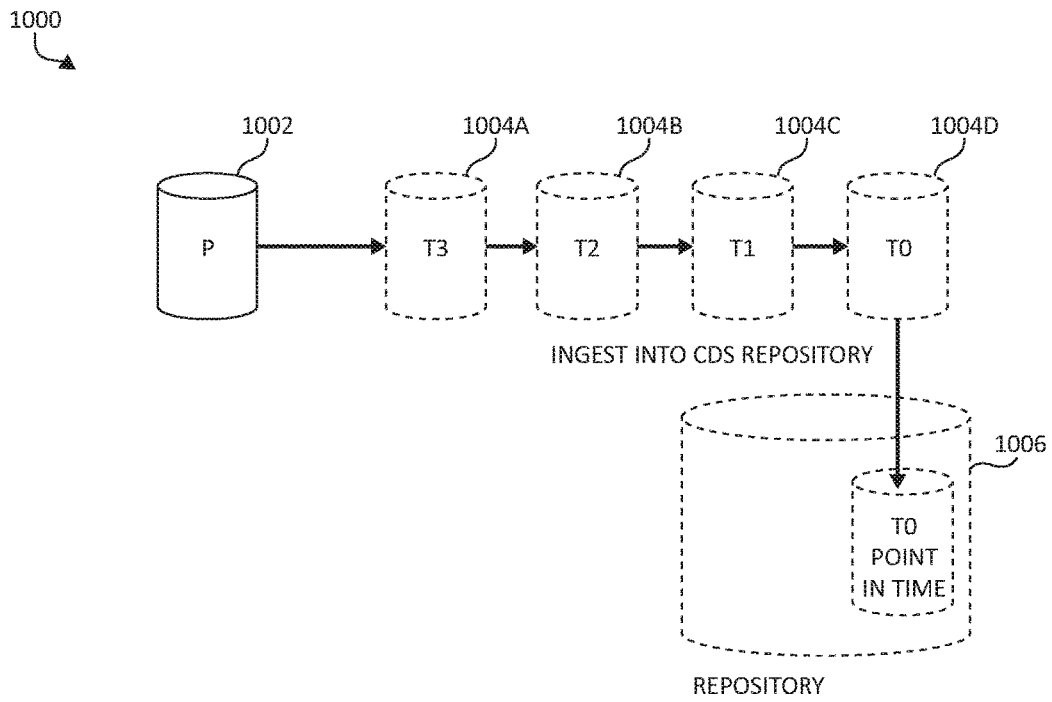 1000
1002
1004A
1004B
1004C
1004D
P
T3
T2
T1
T0
INGEST INTO CDS REPOSITORY
1006
T0
POINT
IN TIME
REPOSITORY